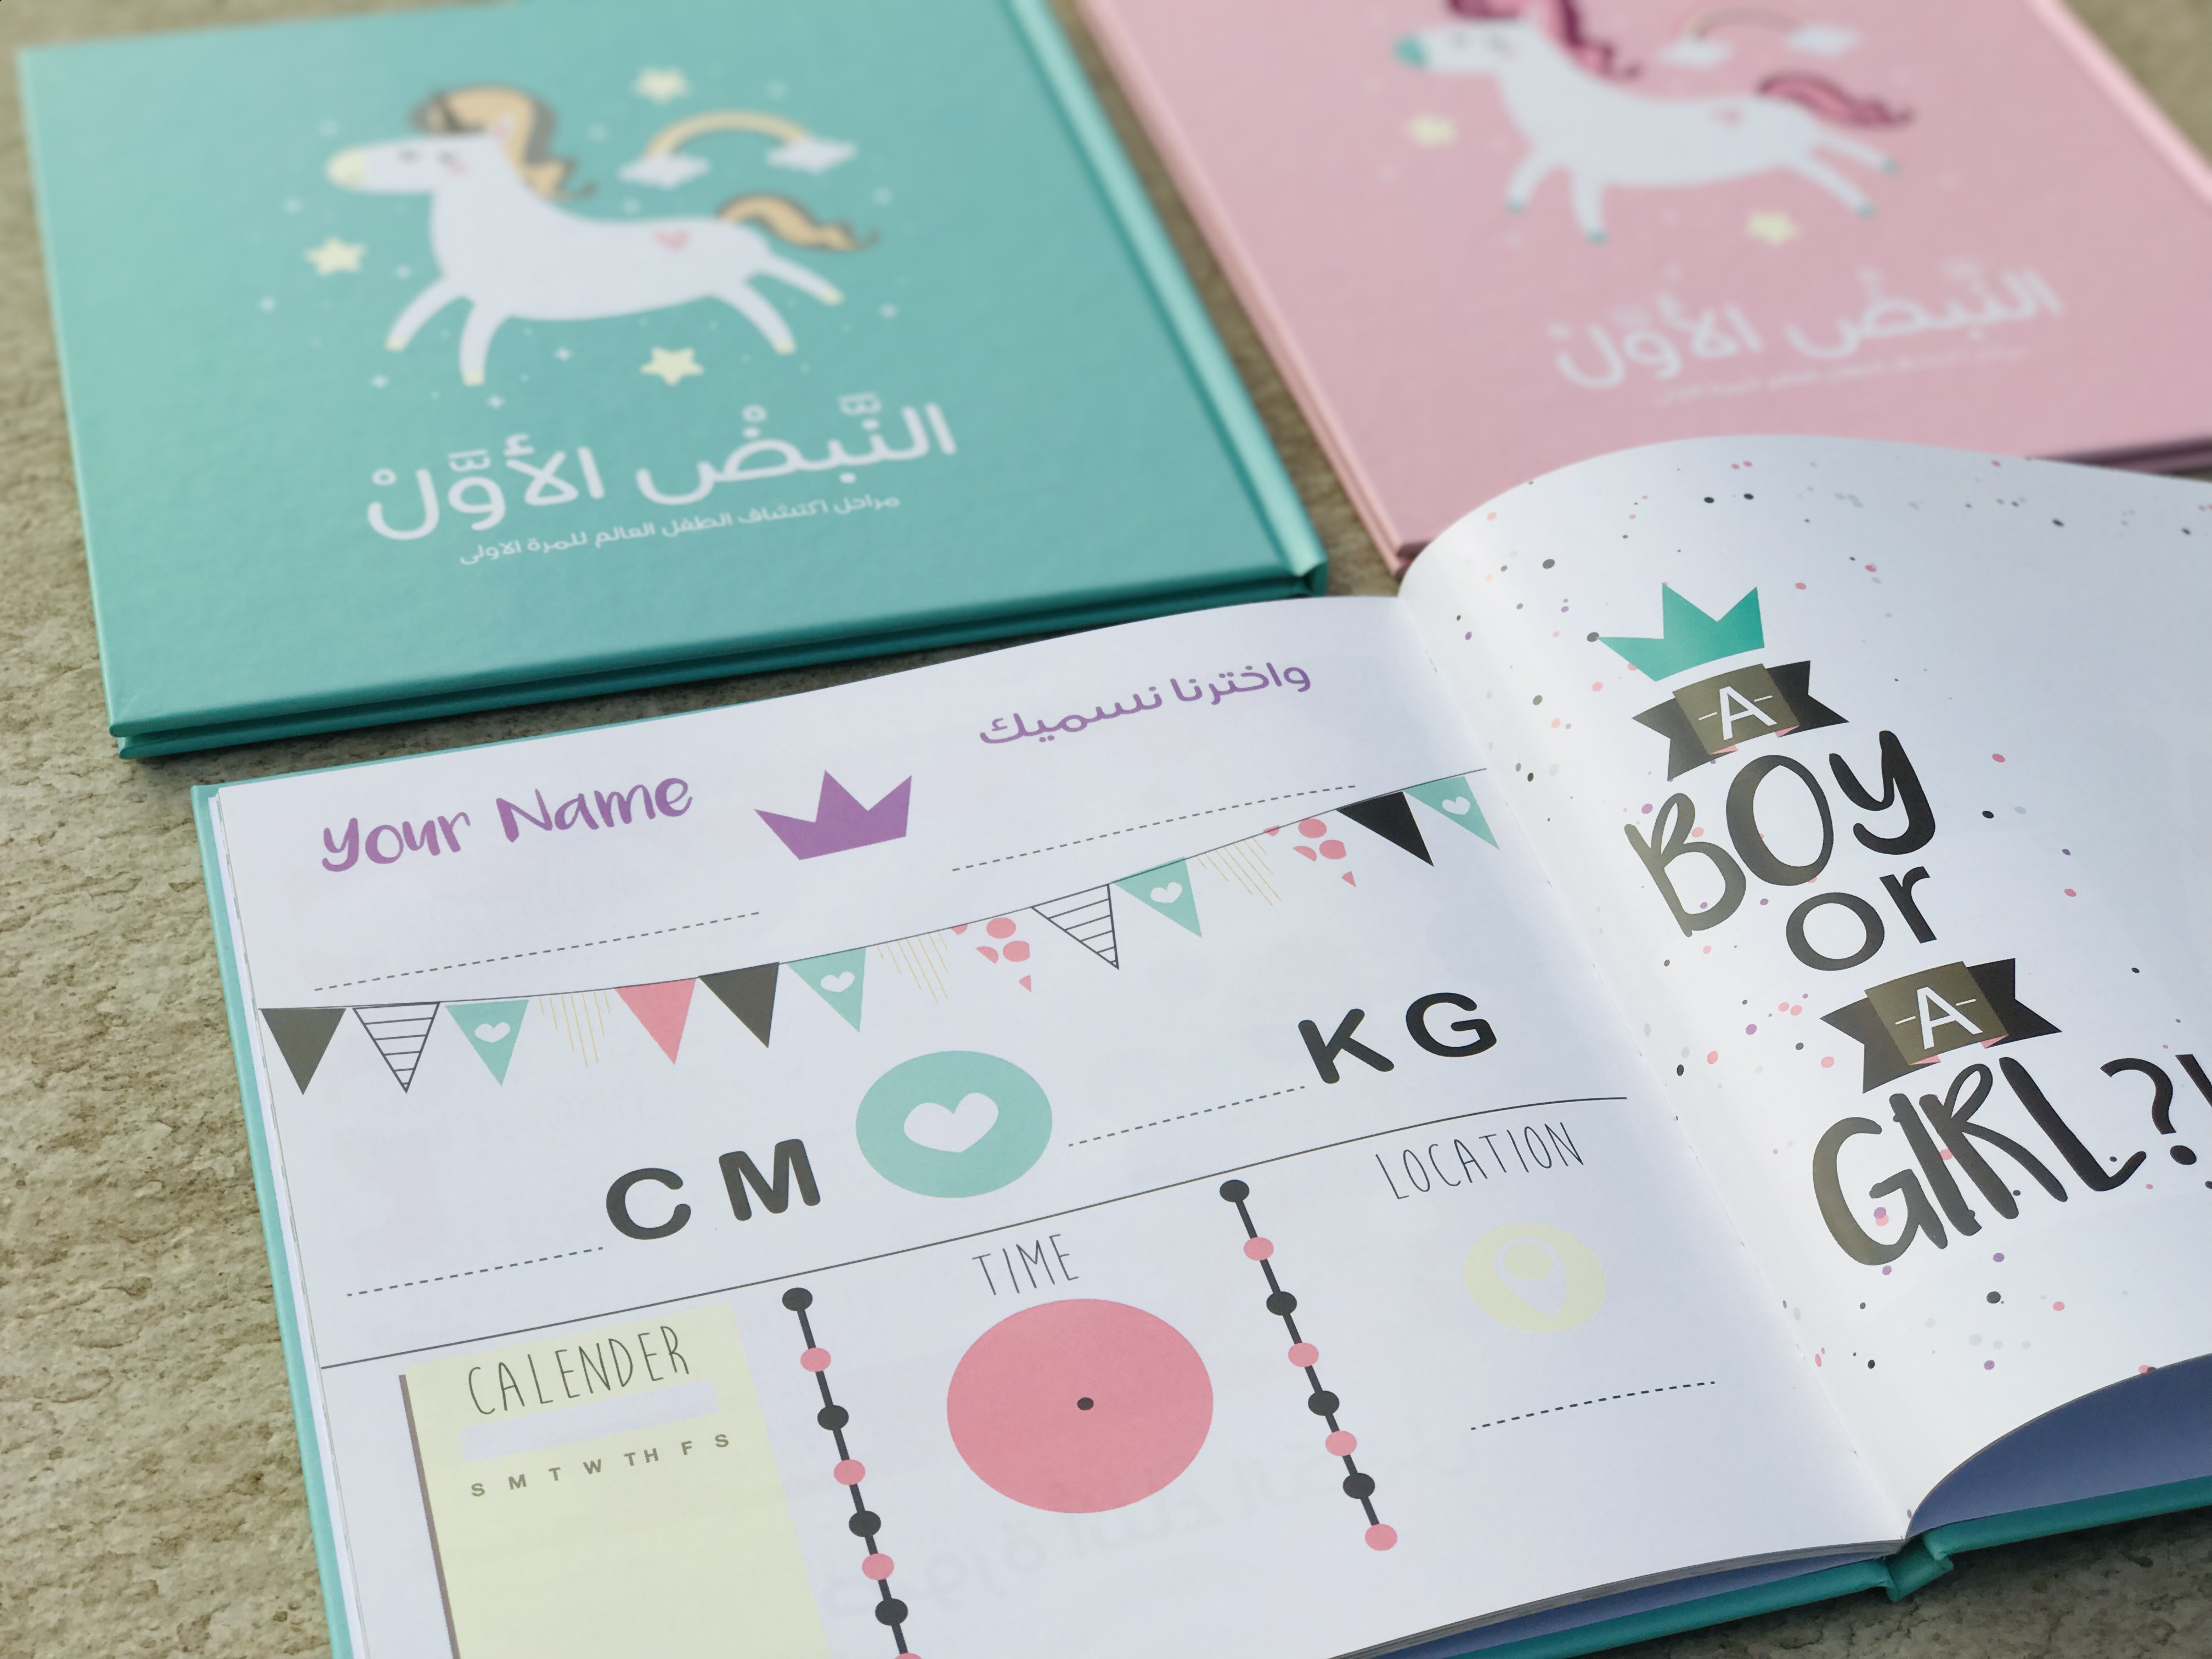 النَّبضْ الأوَّلْ
مراحل اكتشاف الطفل العالم للمرة الاولى
النَّبضْ الأوَّلْ
Your Name
واخترنا نسميك
CM
KG
CALENDER
S M T W TH F S
TIME
LOCATION
A
BOY
or
A
GIRL?!